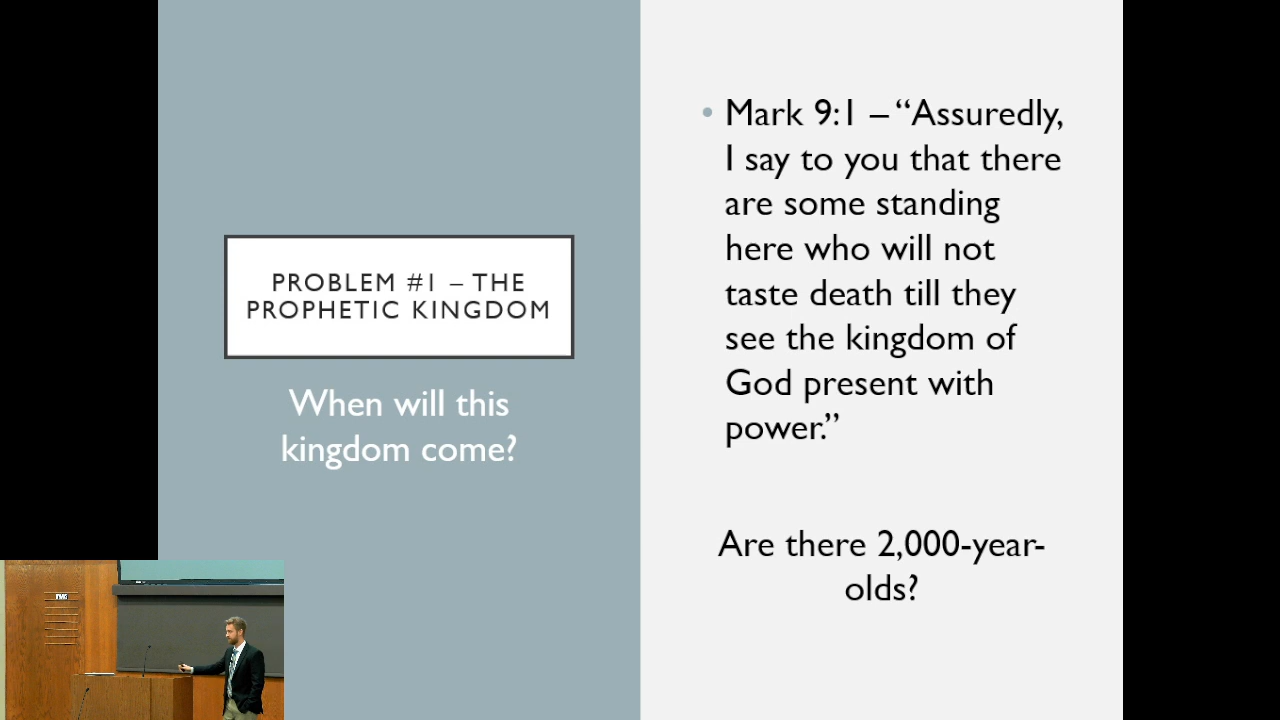 PROBLEM #1 – THE
PROPHETIC KINGDOM
When will this
kingdom come?
• Mark 9:1 – “Assuredly,
I say to you that there
are some standing
here who will not
taste death till they
see the kingdom of
God present with
power.”
Are there 2,000-year-
olds?